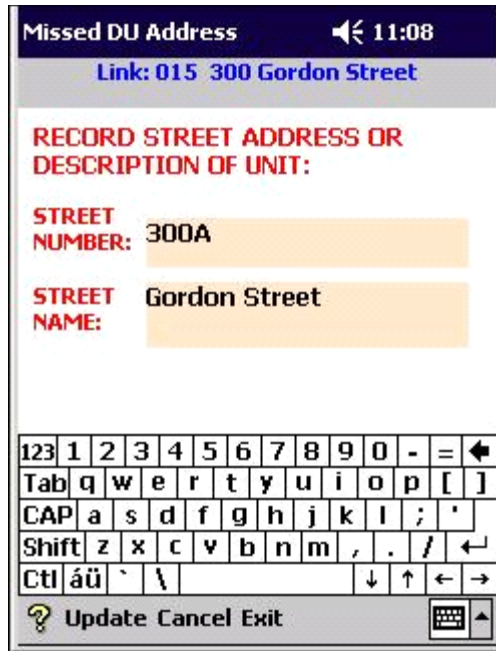 Missed DU Address 11:08
Link: 015 300 Gordon Street
RECORD STREET ADDRESS OR
DESCRIPTION OF UNIT:
STREET
NUMBER: 300A
STREET Gordon Street
NAME:
123 1 2 3 4 5 6 7 8 9 0 - = 🡄
Tab q w e r t y u i o p [ ]
CAP a s d f g h j k l ; '
Shift z x c v b n m , . / ↵
Ctl áü ` \ ↓ ↑ ← →
? Update Cancel Exit